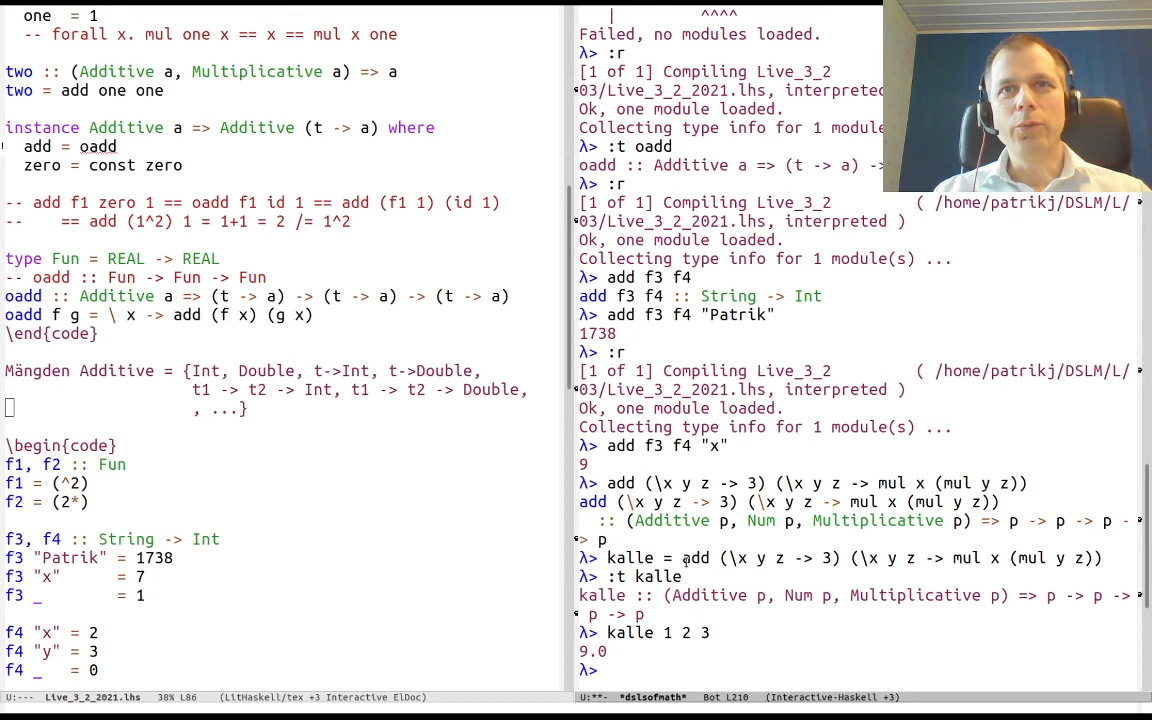 one  = 1
-- forall x. mul one x == x == mul x one
two :: (Additive a, Multiplicative a) => a
two = add one one
instance Additive a => Additive (t -> a) where
! add = oadd
zero = const zero
-- add f1 zero 1 == oadd f1 id 1 == add (f1 1) (id 1)
--    == add (1^2) 1 = 1+1 = 2 /= 1^2
type Fun = REAL -> REAL
-- oadd :: Fun -> Fun -> Fun
oadd :: Additive a => (t -> a) -> (t -> a) -> (t -> a)
oadd f g = \ x -> add (f x) (g x)
\end{code}
Mängden Additive = {Int, Double, t->Int, t->Double,
t1 -> t2 -> Int, t1 -> t2 -> Double,
, ...}
\begin{code}
f1, f2 :: Fun
f1 = (^2)
f2 = (2*)
f3, f4 :: String -> Int
f3 "Patrik" = 1738
f3 "x"      = 7
f3 _        = 1
f4 "x" = 2
f4 "y" = 3
f4 _   = 0
U:---  Live_3_2_2021.lhs   38% L86    (LitHaskell/tex +3 Interactive ElDoc)
|         ^^^^
Failed, no modules loaded.
λ> :r
[1 of 1] Compiling Live_3_2
03/Live_3_2_2021.lhs, interpreted
Ok, one module loaded.
Collecting type info for 1 module
λ> :t oadd
oadd :: Additive a => (t -> a) ->
λ> :r
[1 of 1] Compiling Live_3_2         ( /home/patrikj/DSLM/L/
03/Live_3_2_2021.lhs, interpreted )
Ok, one module loaded.
Collecting type info for 1 module(s) ...
λ> add f3 f4
add f3 f4 :: String -> Int
λ> add f3 f4 "Patrik"
1738
λ> :r
[1 of 1] Compiling Live_3_2         ( /home/patrikj/DSLM/L/
03/Live_3_2_2021.lhs, interpreted )
Ok, one module loaded.
Collecting type info for 1 module(s) ...
λ> add f3 f4 "x"
9
λ> add (\x y z -> 3) (\x y z -> mul x (mul y z))
add (\x y z -> 3) (\x y z -> mul x (mul y z))
:: (Additive p, Num p, Multiplicative p) => p -> p -> p -
> p
λ> kalle = add (\x y z -> 3) (\x y z -> mul x (mul y z))
λ> :t kalle
kalle :: (Additive p, Num p, Multiplicative p) => p -> p ->
p -> p
λ> kalle 1 2 3
9.0
λ>
U:**-  *dslsofmath*   Bot L210   (Interactive-Haskell +3)